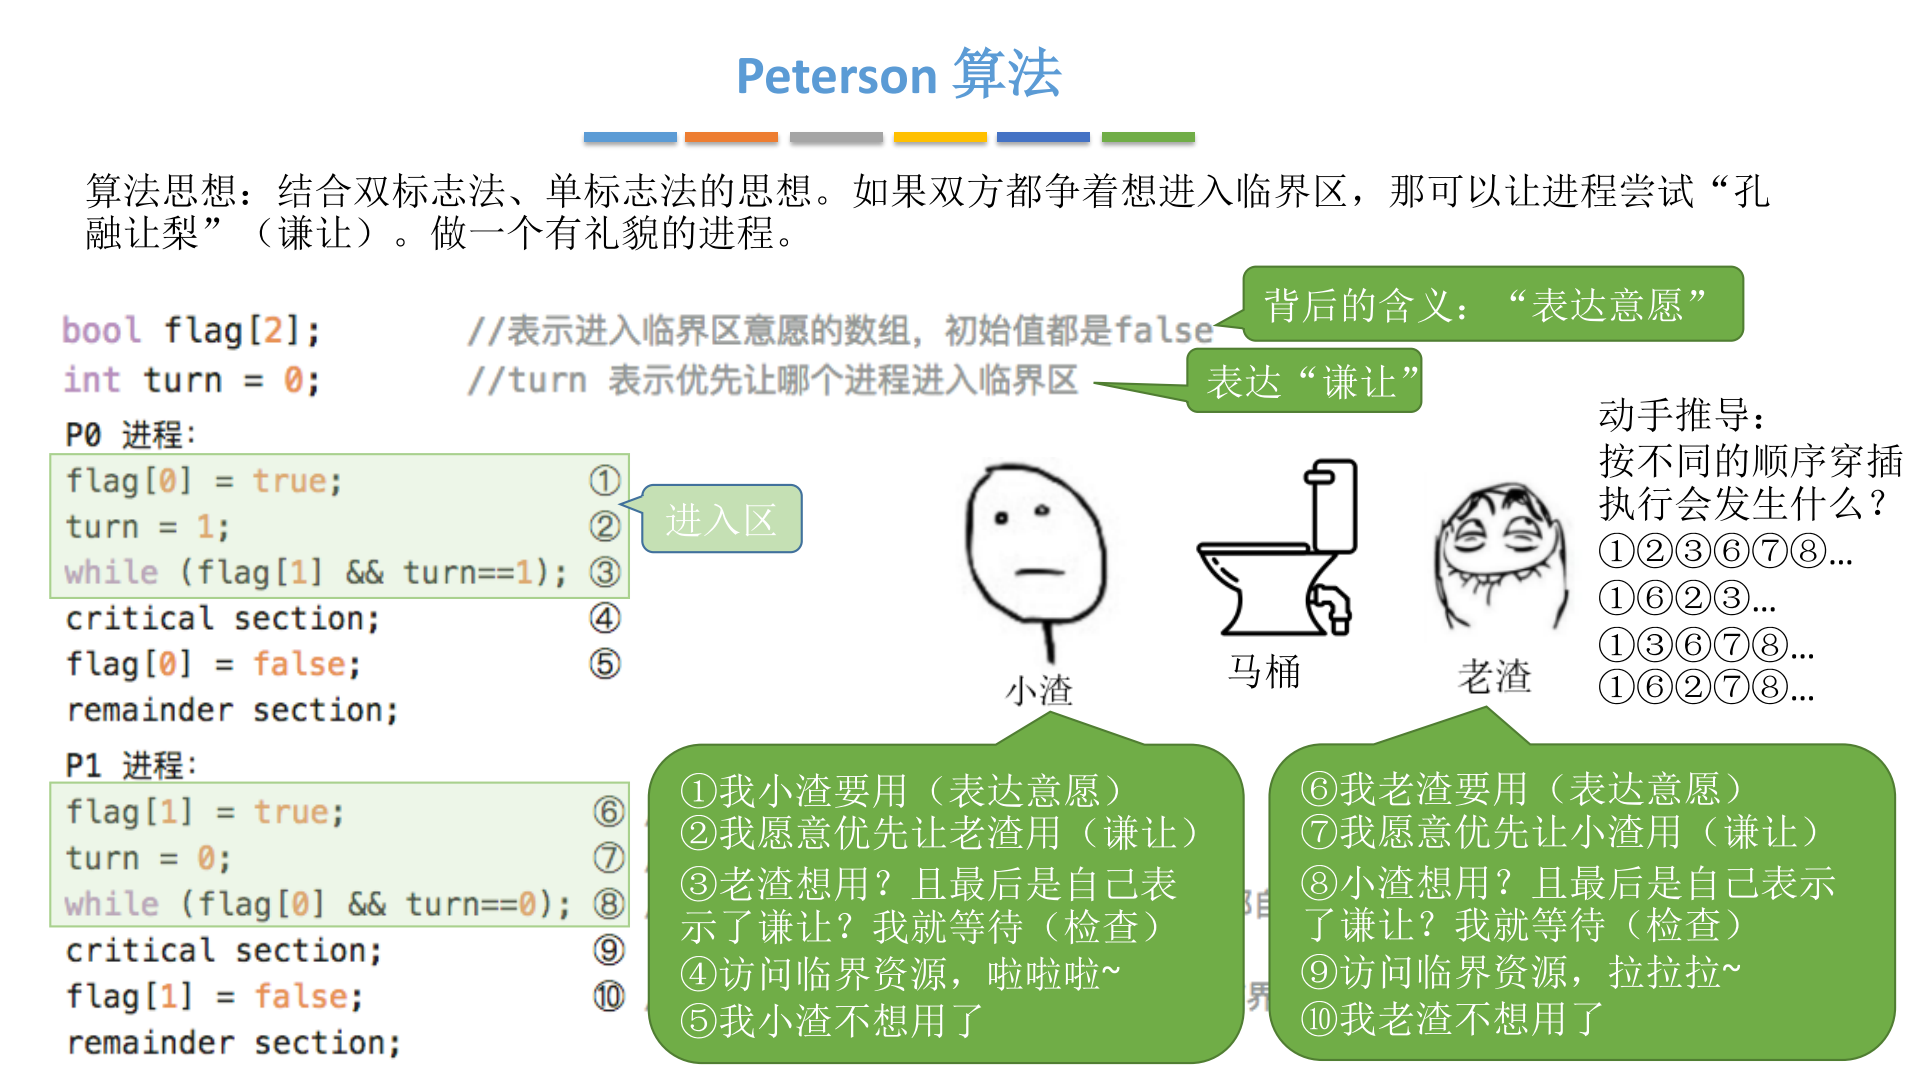 Peterson 算法
算法思想：结合双标志法、单标志法的思想。如果双方都争着想进入临界区，那可以让进程尝试“孔
融让梨”（谦让）。做一个有礼貌的进程。
背后的含义：“表达意愿”
bool flag[2]; //表示进入临界区意愿的数组，初始值都是false
int turn = 0; //turn 表示优先让哪个进程进入临界区
表达“谦让”
P0 进程：
flag[0] = true; ①
turn = 1; ②
while (flag[1] && turn==1); ③
critical section; ④
flag[0] = false; ⑤
remainder section;
进入区
P1 进程：
flag[1] = true; ⑥
turn = 0; ⑦
while (flag[0] && turn==0); ⑧
critical section; ⑨
flag[1] = false; ⑩
remainder section;
小渣
马桶
老渣
动手推导：
按不同的顺序穿插
执行会发生什么？
①②③⑥⑦⑧...
①⑥②③...
①③⑥⑦⑧...
①⑥②⑦⑧...
①我小渣要用（表达意愿）
②我愿意优先让老渣用（谦让）
③老渣想用？且最后是自己表
示了谦让？我就等待（检查）
④访问临界资源，啦啦啦~
⑤我小渣不想用了
⑥我老渣要用（表达意愿）
⑦我愿意优先让小渣用（谦让）
⑧小渣想用？且最后是自己表示
了谦让？我就等待（检查）
⑨访问临界资源，拉拉拉~
⑩我老渣不想用了